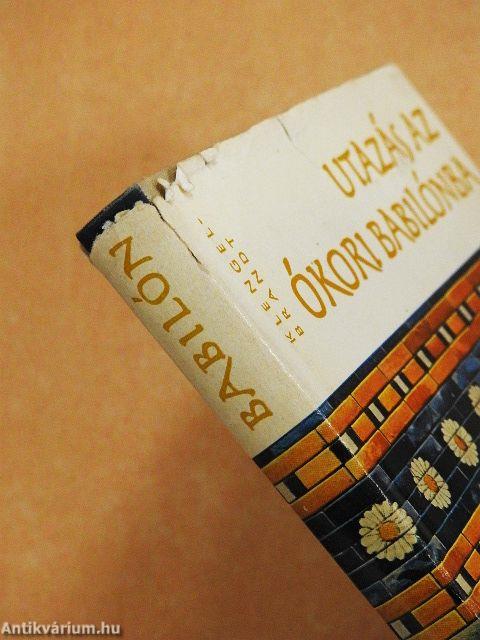 UTAZÁS AZ
ÓKORI BABILÓNBA
KLENGEL-
BRANDT
BABILÓN
Antikvárium.hu